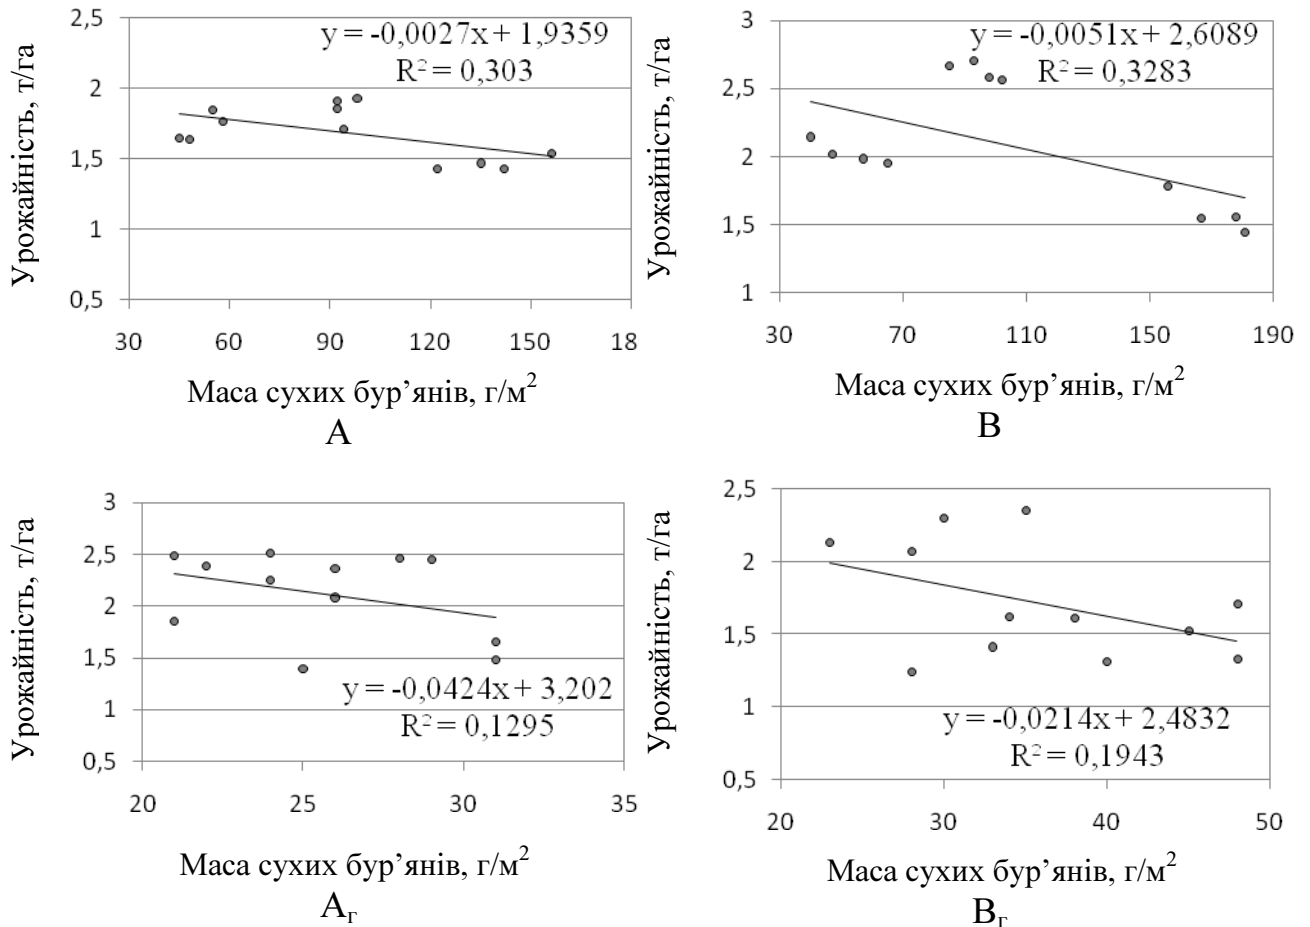 2,5
2
1,5
1
0,5
Урожайність, т/га
y = -0,0027x + 1,9359
R² = 0,303
30 60 90 120 150 18
Маса сухих бур’янів, г/м²
А
3
2,5
2
1,5
1
Урожайність, т/га
y = -0,0051x + 2,6089
R² = 0,3283
30 70 110 150 190
Маса сухих бур’янів, г/м²
В
3
2,5
2
1,5
1
0,5
Урожайність, т/га
y = -0,0424x + 3,202
R² = 0,1295
20 25 30 35
Маса сухих бур’янів, г/м²
Аг
2,5
2
1,5
1
0,5
Урожайність, т/га
y = -0,0214x + 2,4832
R² = 0,1943
20 30 40 50
Маса сухих бур’янів, г/м²
Вг